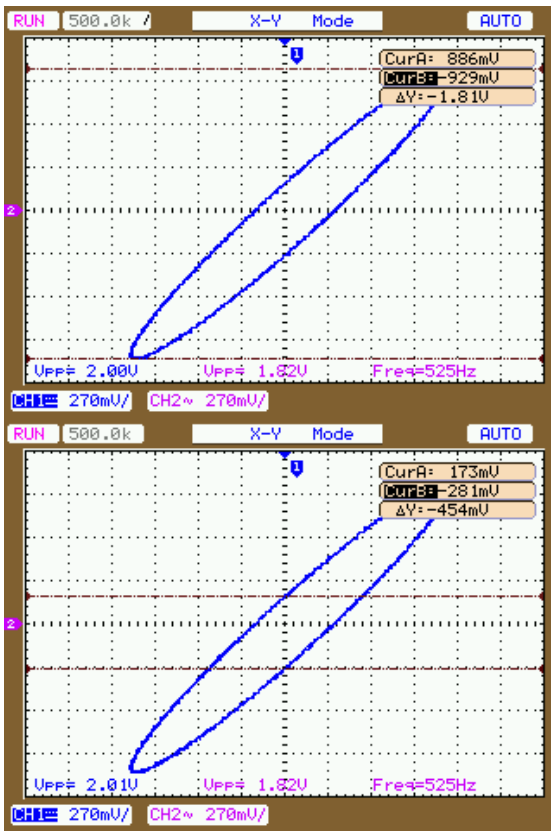 RUN 500.0k X-Y Mode AUTO
1
CurA: 886mV
CurB:-929mV
ΔY:-1.81V
2
Vpp= 2.00V Vpp= 1.82V Freq=525Hz
CH1 270mV/ CH2~ 270mV/
RUN 500.0k X-Y Mode AUTO
1
CurA: 173mV
CurB:-281mV
ΔY:-454mV
2
Vpp= 2.01V Vpp= 1.82V Freq=525Hz
CH1 270mV/ CH2~ 270mV/